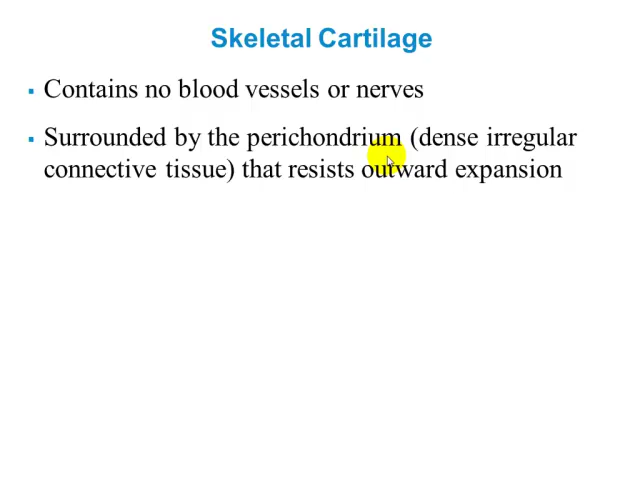 Skeletal Cartilage
▪ Contains no blood vessels or nerves
▪ Surrounded by the perichondrium (dense irregular
connective tissue) that resists outward expansion